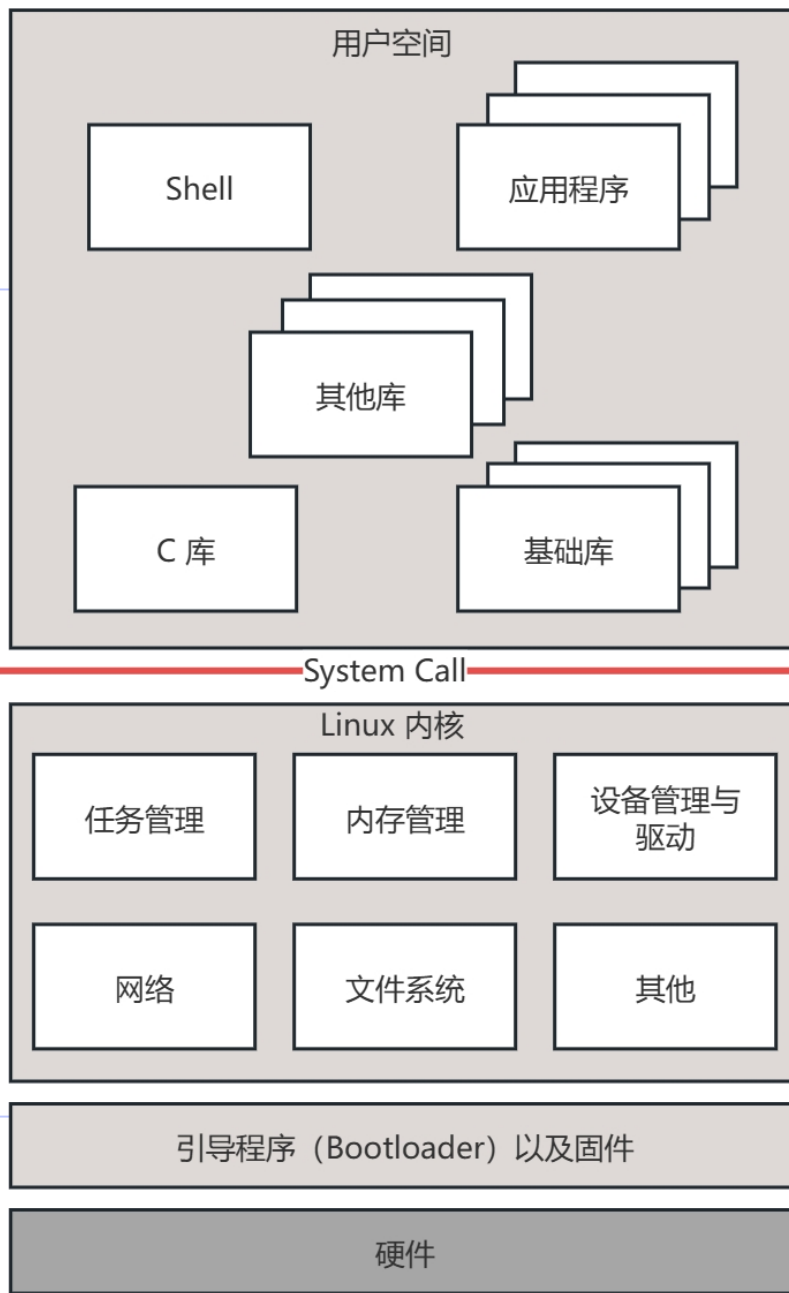 用户空间
Shell
应用程序
其他库
C 库
基础库
System Call
Linux 内核
任务管理
内存管理
设备管理与
驱动
网络
文件系统
其他
引导程序（Bootloader）以及固件
硬件